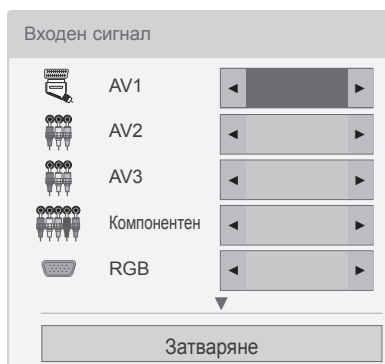 Входен сигнал
AV1
AV2
AV3
Компонентен
RGB
Затваряне